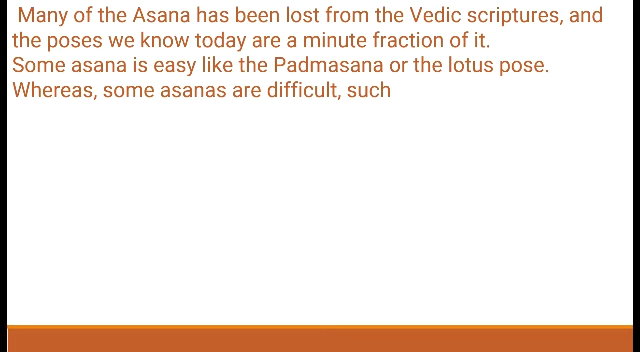 Many of the Asana has been lost from the Vedic scriptures, and
the poses we know today are a minute fraction of it.
Some asana is easy like the Padmasana or the lotus pose.
Whereas, some asanas are difficult, such